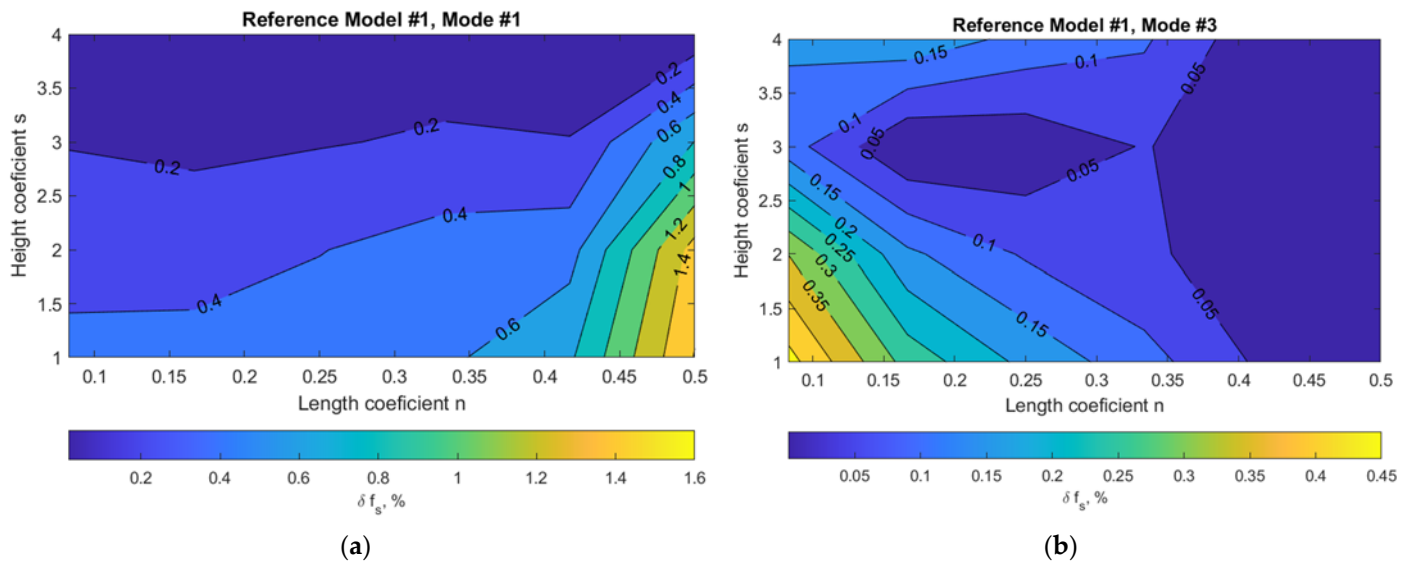 Reference Model #1, Mode #1
4
3.5
3
2.5
2
1.5
1
Height coeficient s
0.2
0.4
0.6
0.8
1
1.2
1.4
0.2
0.2
0.4
0.4
0.6
0.1 0.15 0.2 0.25 0.3 0.35 0.4 0.45 0.5
Length coeficient n
0.2 0.4 0.6 0.8 1 1.2 1.4 1.6
δ fs, %
(a)
Reference Model #1, Mode #3
4
3.5
3
2.5
2
1.5
1
Height coeficient s
0.15
0.1
0.05
0.1
0.05
0.05
0.15
0.2
0.25
0.3
0.35
0.1
0.15
0.05
0.1 0.15 0.2 0.25 0.3 0.35 0.4 0.45 0.5
Length coeficient n
0.05 0.1 0.15 0.2 0.25 0.3 0.35 0.4 0.45
δ fs, %
(b)